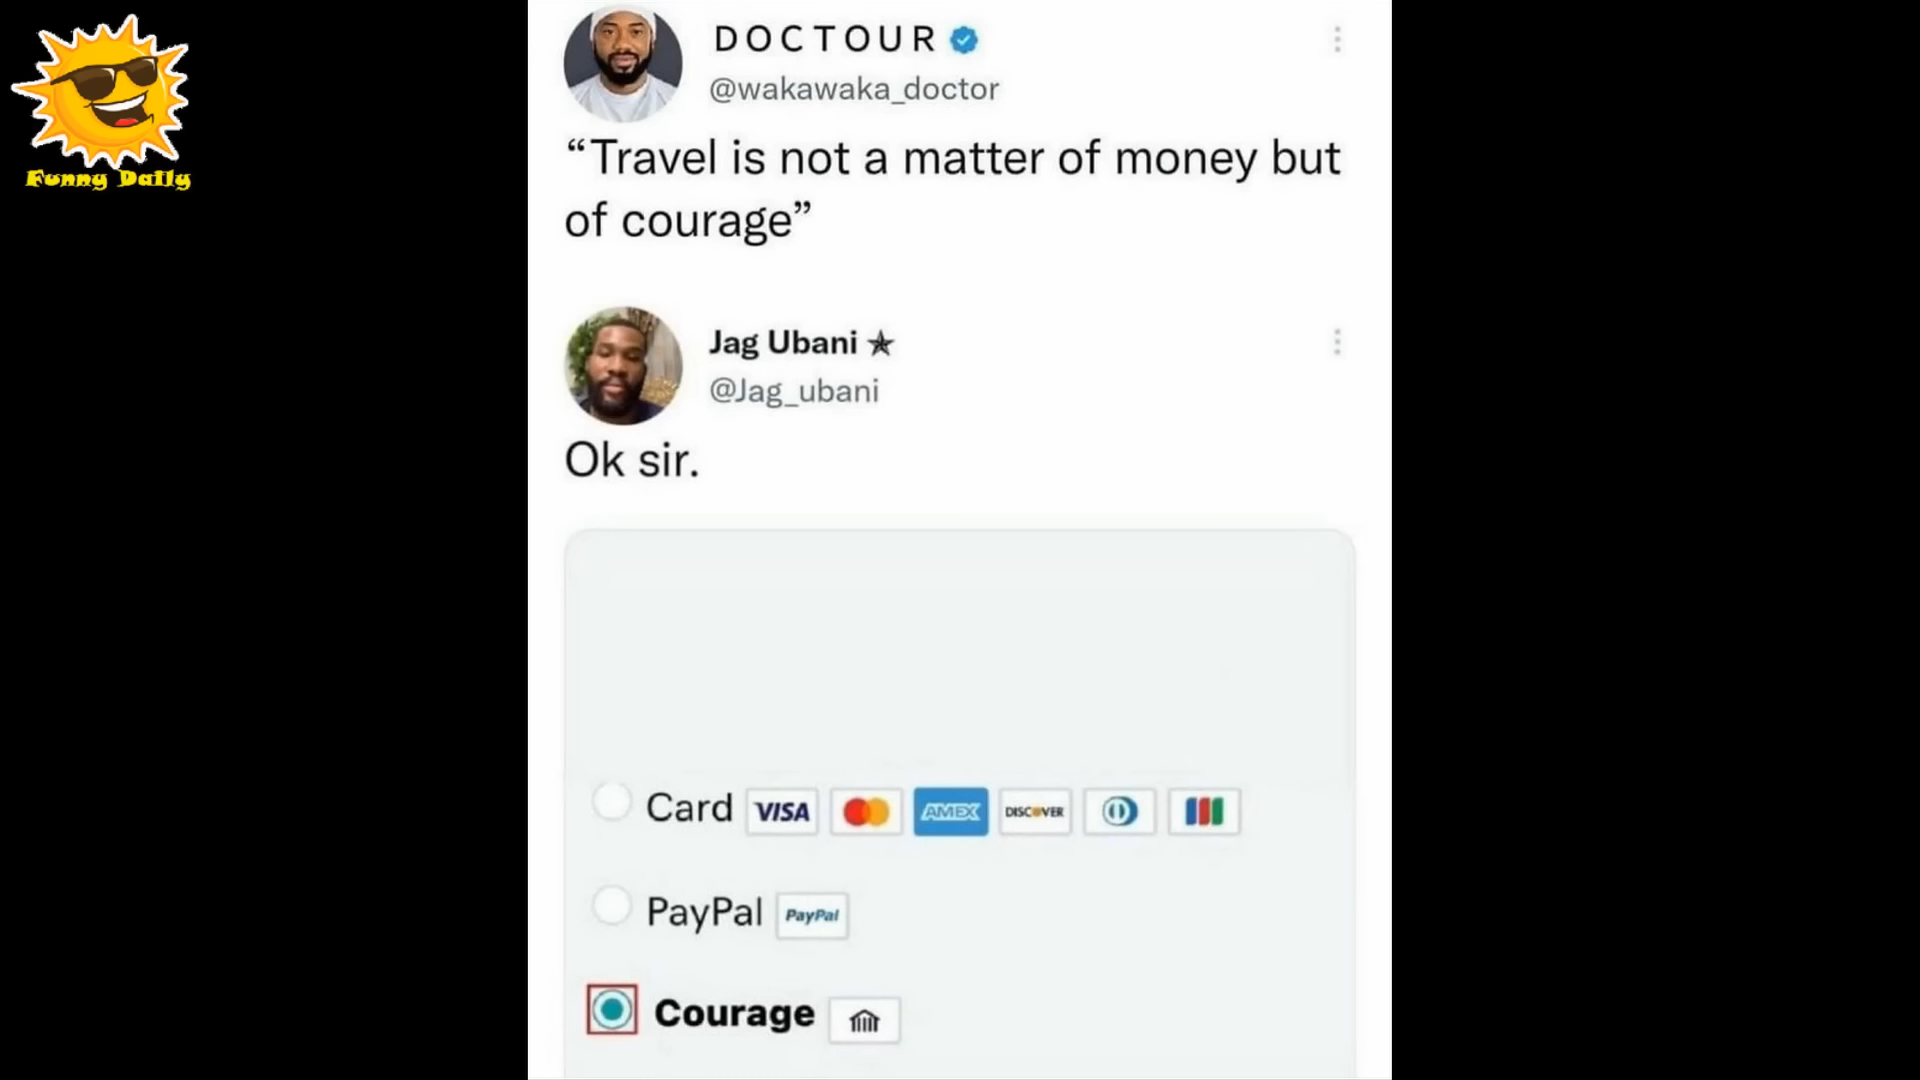 Funny Daily
DOCTOUR
@wakawaka_doctor
“Travel is not a matter of money but
of courage”
Jag Ubani
@Jag_ubani
Ok sir.
Card VISA AMEX DISCOVER
PayPal PayPal
Courage